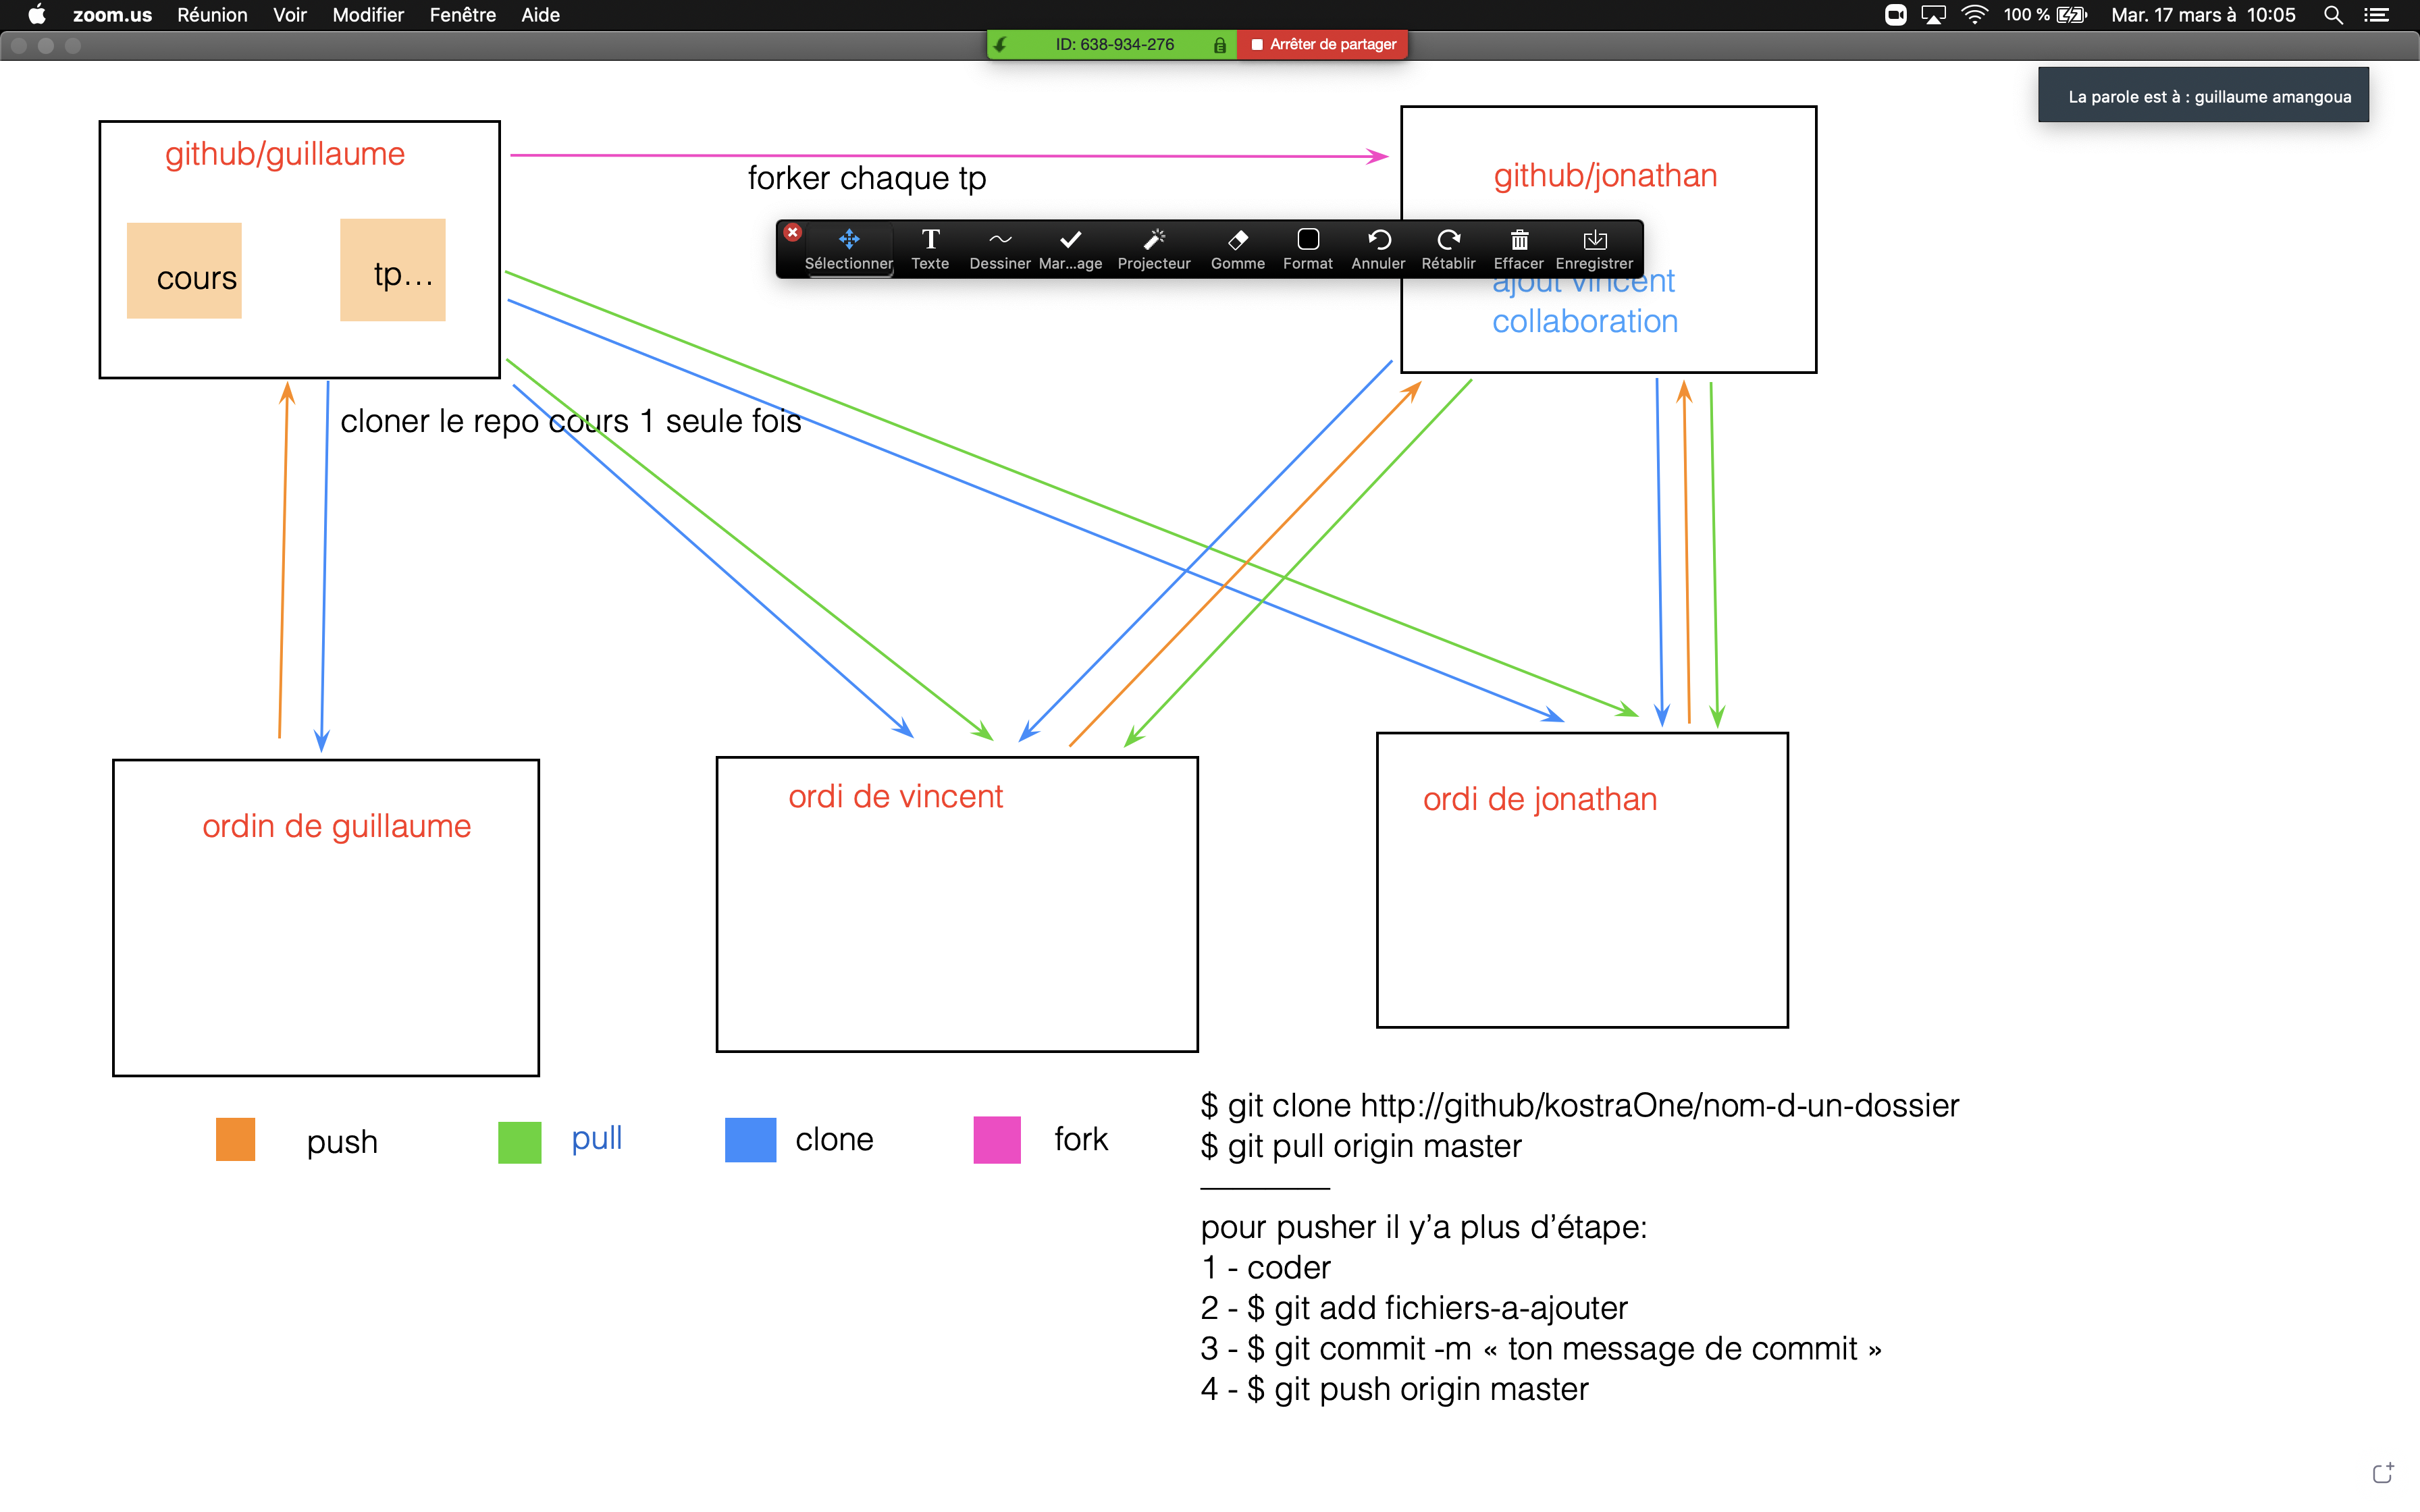 zoom.us Réunion Voir Modifier Fenêtre Aide
100 % Mar. 17 mars à 10:05
ID: 638-934-276 Arrêter de partager
La parole est à : guillaume amangoua
github/guillaume
forker chaque tp
github/jonathan
cours
tp...
Sélectionner Texte Dessiner Mar...age Projecteur Gomme Format Annuler Rétablir Effacer Enregistrer
ajout vincent
collaboration
cloner le repo cours 1 seule fois
ordin de guillaume
ordi de vincent
ordi de jonathan
push
pull
clone
fork
$ git clone http://github/kostraOne/nom-d-un-dossier
$ git pull origin master
pour pusher il y’a plus d’étape:
1 - coder
2 - $ git add fichiers-a-ajouter
3 - $ git commit -m « ton message de commit »
4 - $ git push origin master